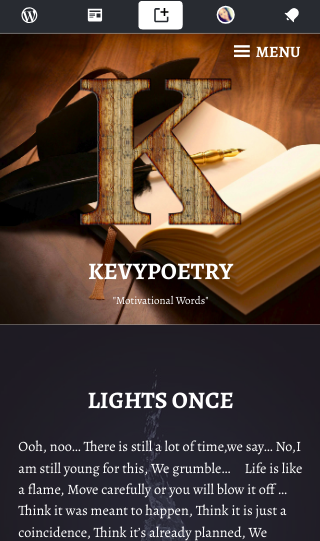 MENU
K
KEVYPOETRY
"Motivational Words"
LIGHTS ONCE
Ooh, noo... There is still a lot of time,we say... No,I
am still young for this, We grumble... Life is like
a flame, Move carefully or you will blow it off ...
Think it was meant to happen, Think it is just a
coincidence, Think it's already planned, We